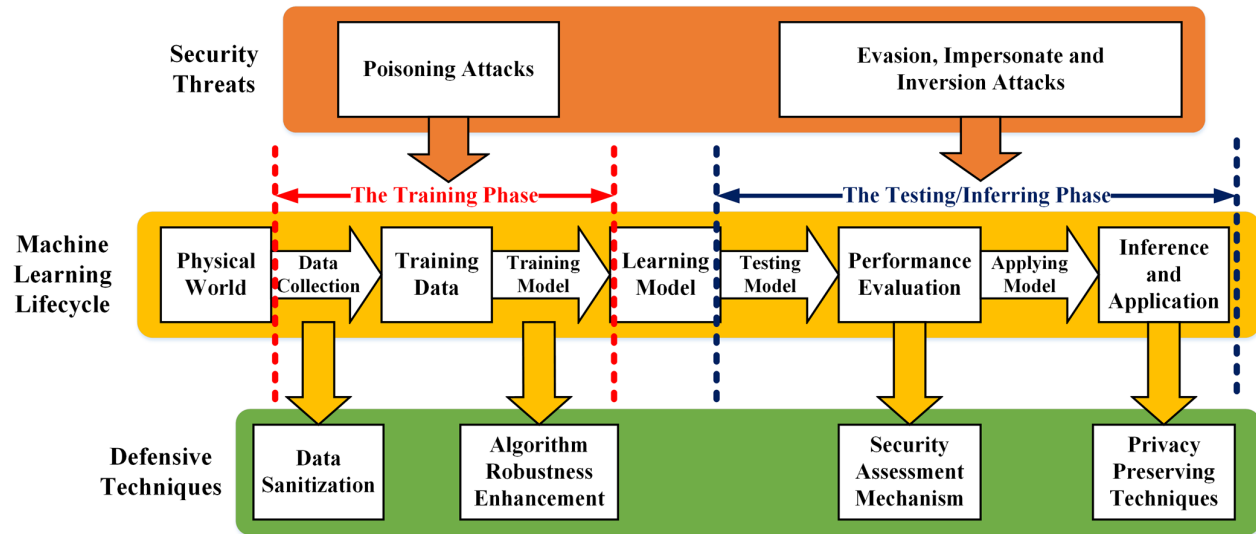 Security
Threats
Poisoning Attacks
Evasion, Impersonate and
Inversion Attacks
The Training Phase
The Testing/Inferring Phase
Machine
Learning
Lifecycle
Physical
World
Data
Collection
Training
Data
Training
Model
Learning
Model
Testing
Model
Performance
Evaluation
Applying
Model
Inference
and
Application
Defensive
Techniques
Data
Sanitization
Algorithm
Robustness
Enhancement
Security
Assessment
Mechanism
Privacy
Preserving
Techniques